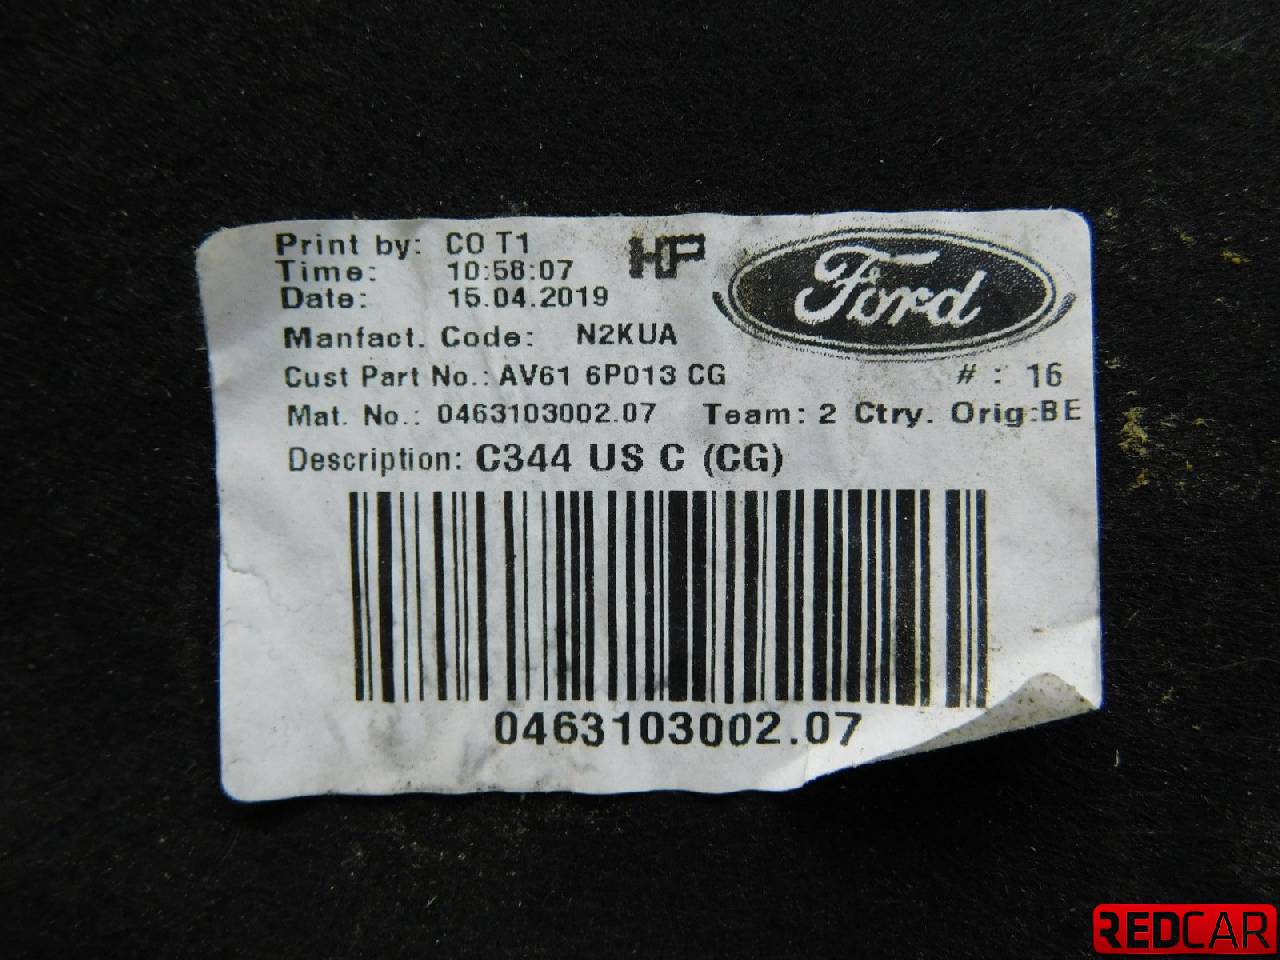 Print by: CO T1
HP
Ford
Time: 10:58:07
Date: 15.04.2019
Manfact. Code: N2KUA
Cust Part No.: AV61 6P013 CG # : 16
Mat. No.: 0463103002.07 Team: 2 Ctry. Orig:BE
Description: C344 US C (CG)
0463103002.07
REDCAR